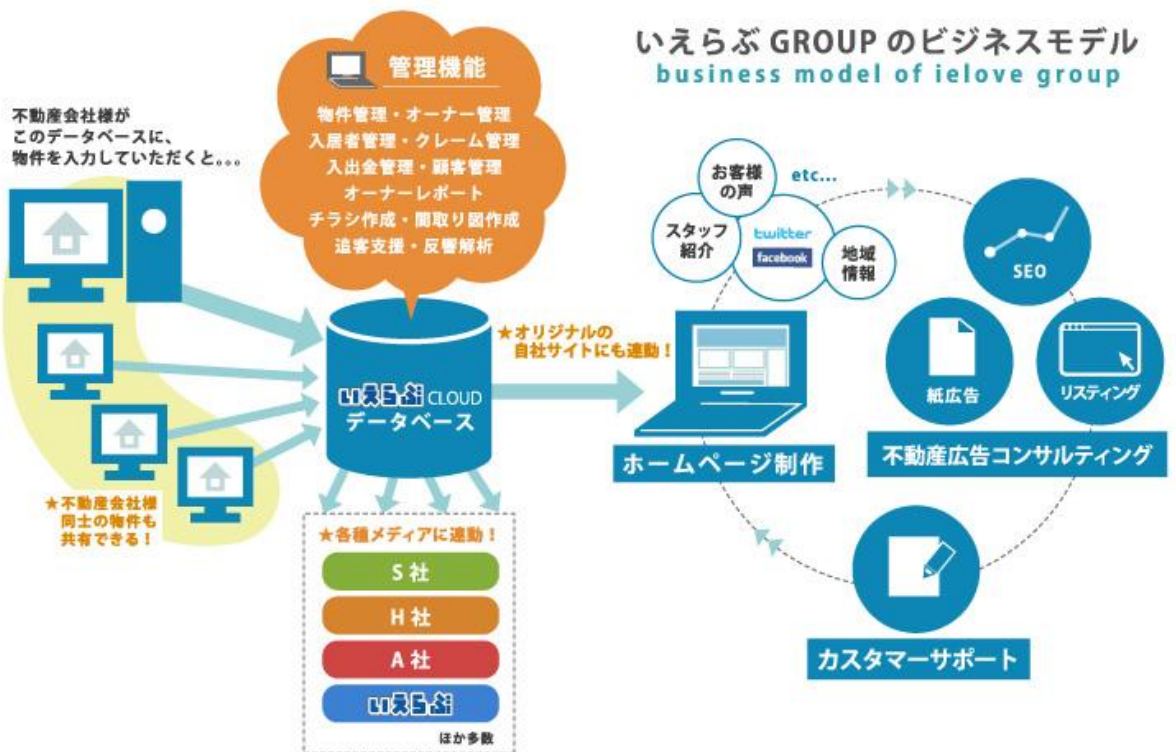 いえらぶ GROUP のビジネスモデル
business model of ielove group
不動産会社様が
このデータベースに、
物件を入力していただくと。。。
管理機能
物件管理・オーナー管理
入居者管理・クレーム管理
入出金管理・顧客管理
オーナーレポート
チラシ作成・間取り図作成
追客支援・反響解析
★不動産会社様
同士の物件も
共有できる！
いえらぶ CLOUD
データベース
★オリジナルの
自社サイトにも連動！
★各種メディアに連動！
S 社
H 社
A 社
いえらぶ
ほか多数
お客様
の声
etc...
スタッフ
紹介
twitter
facebook
地域
情報
ホームページ制作
SEO
紙広告
リスティング
不動産広告コンサルティング
カスタマーサポート